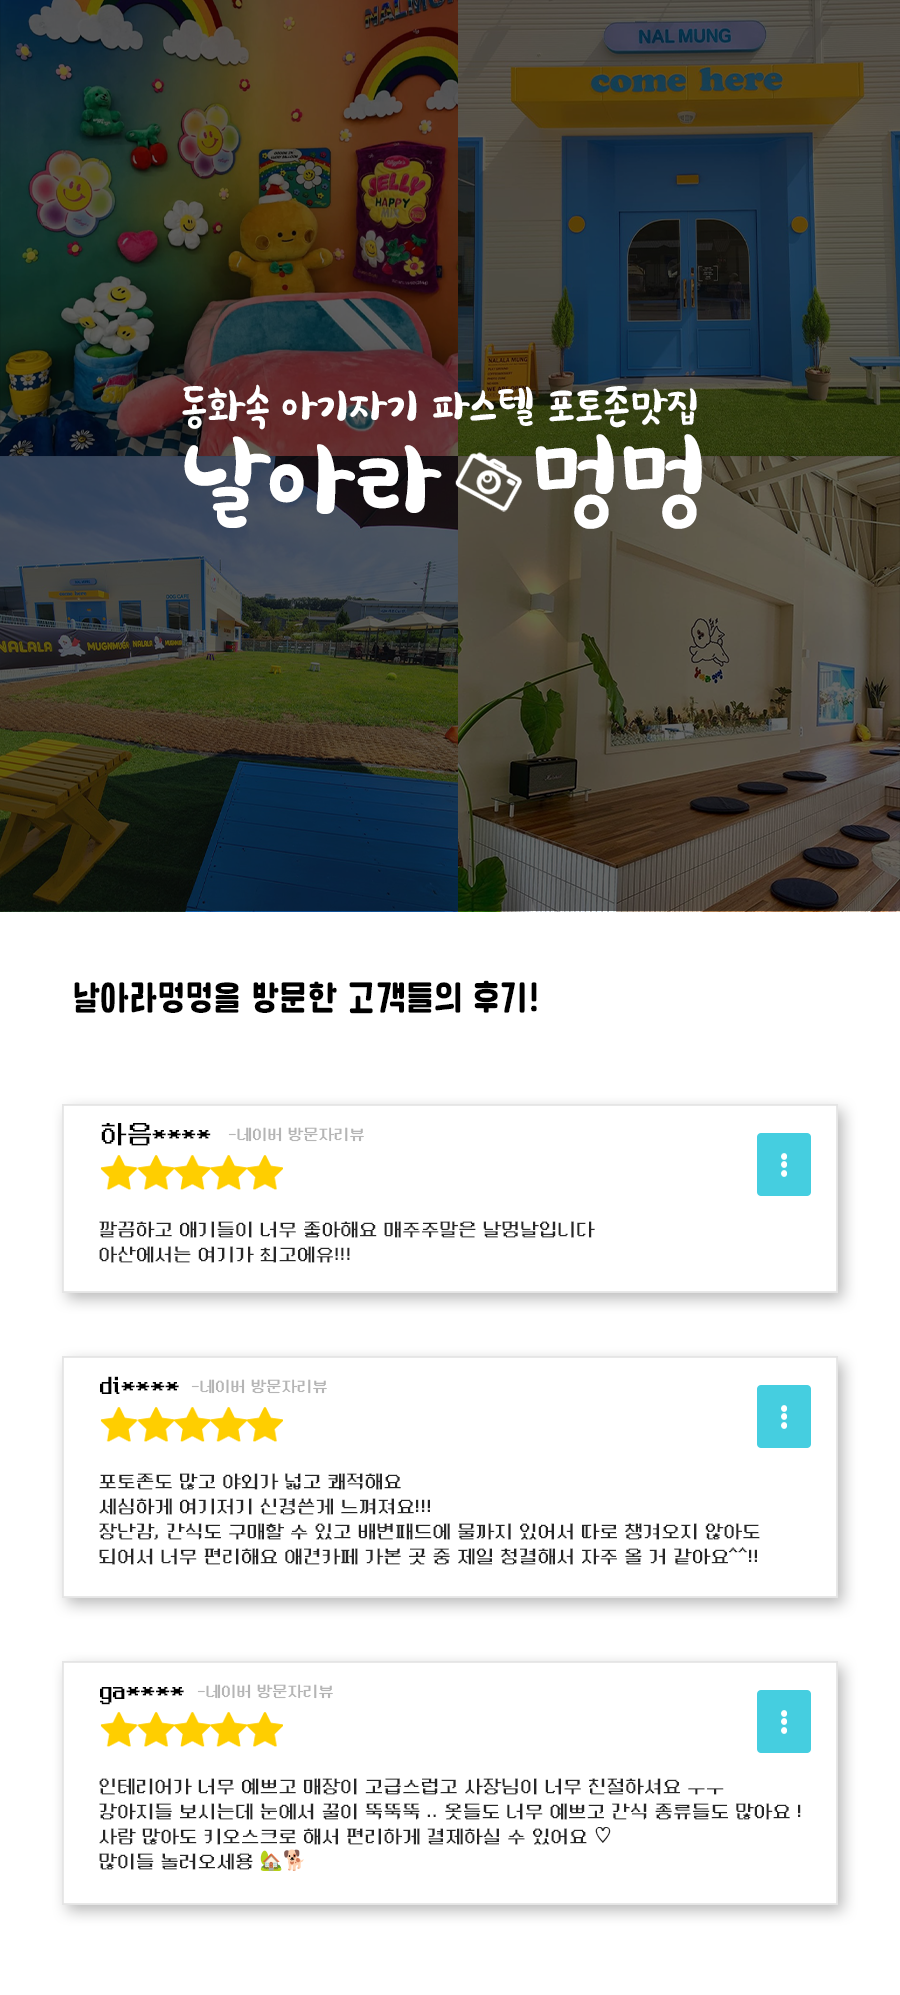 NALMUNG
NAL MUNG
come here
JELLY
HAPPY
NALALA MUNG
동화속 아기자기 파스텔 포토존맛집
날아라 멍멍
NALALA MUGNMUGN NALALA
날아라멍멍을 방문한 고객들의 후기!
하음**** -네이버 방문자리뷰
깔끔하고 애기들이 너무 좋아해요 매주주말은 날멍날입니다
아산에서는 여기가 최고에유!!!
di**** -네이버 방문자리뷰
포토존도 많고 야외가 넓고 쾌적해요
세심하게 여기저기 신경쓴게 느껴져요!!!
장난감, 간식도 구매할 수 있고 배변패드에 물까지 있어서 따로 챙겨오지 않아도
되어서 너무 편리해요 애견카페 가본 곳 중 제일 청결해서 자주 올 거 같아요^^!!
ga**** -네이버 방문자리뷰
인테리어가 너무 예쁘고 매장이 고급스럽고 사장님이 너무 친절하셔요 ㅜㅜ
강아지들 보시는데 눈에서 꿀이 뚝뚝뚝 .. 옷들도 너무 예쁘고 간식 종류들도 많아요 !
사람 많아도 키오스크로 해서 편리하게 결제하실 수 있어요 ♡
많이들 놀러오세용 🏡🐕